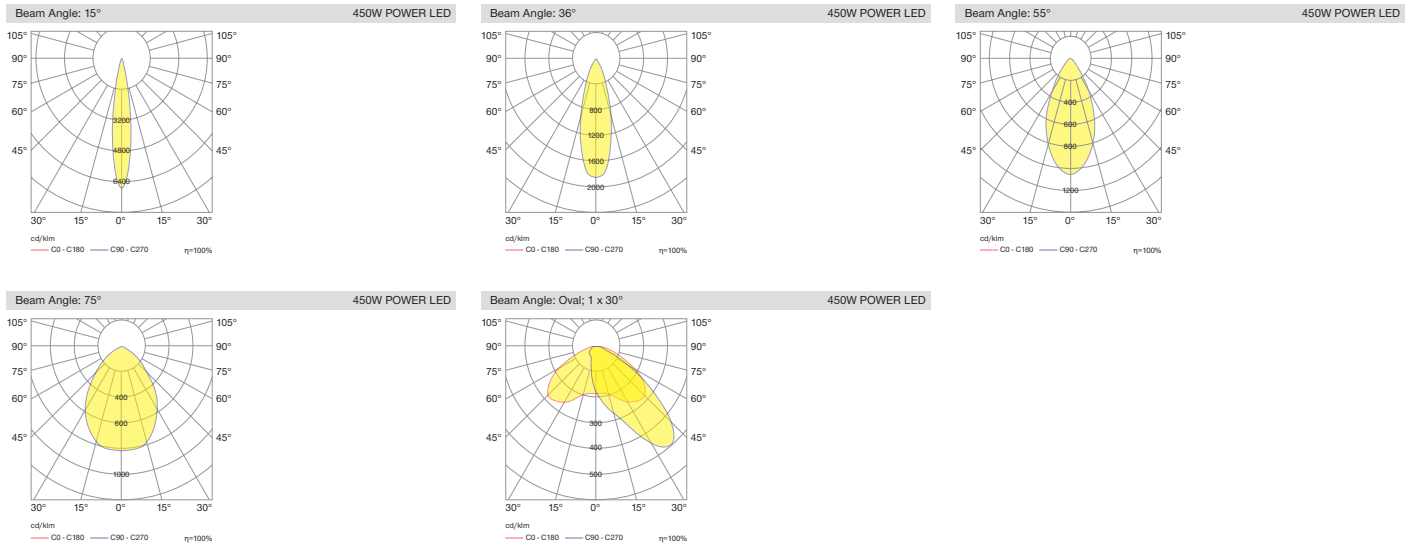 Beam Angle: 15° 450W POWER LED
105° 105°
90° 90°
75° 75°
60° 60°
3200
45° 4800 45°
6400
30° 15° 0° 15° 30°
cd/klm
C0 - C180 C90 - C270 η=100%
Beam Angle: 36° 450W POWER LED
105° 105°
90° 90°
75° 75°
800
60° 60°
1200
45° 45°
1600
2000
30° 15° 0° 15° 30°
cd/klm
C0 - C180 C90 - C270 η=100%
Beam Angle: 55° 450W POWER LED
105° 105°
90° 90°
75° 75°
400
60° 60°
600
45° 800 45°
1200
30° 15° 0° 15° 30°
cd/klm
C0 - C180 C90 - C270 η=100%
Beam Angle: 75° 450W POWER LED
105° 105°
90° 90°
75° 75°
60° 400 60°
600
45° 45°
1000
30° 15° 0° 15° 30°
cd/klm
C0 - C180 C90 - C270 η=100%
Beam Angle: Oval; 1 x 30° 450W POWER LED
105° 105°
90° 90°
75° 75°
60° 60°
300
45° 45°
400
500
30° 15° 0° 15° 30°
cd/klm
C0 - C180 C90 - C270 η=100%